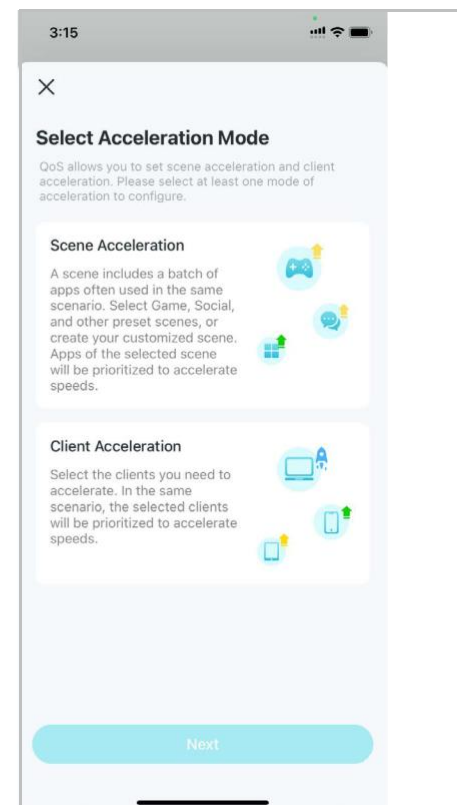 3:15
Select Acceleration Mode
QoS allows you to set scene acceleration and client
acceleration. Please select at least one mode of
acceleration to configure.
Scene Acceleration
A scene includes a batch of
apps often used in the same
scenario. Select Game, Social,
and other preset scenes, or
create your customized scene.
Apps of the selected scene
will be prioritized to accelerate
speeds.
Client Acceleration
Select the clients you need to
accelerate. In the same
scenario, the selected clients
will be prioritized to accelerate
speeds.
Next